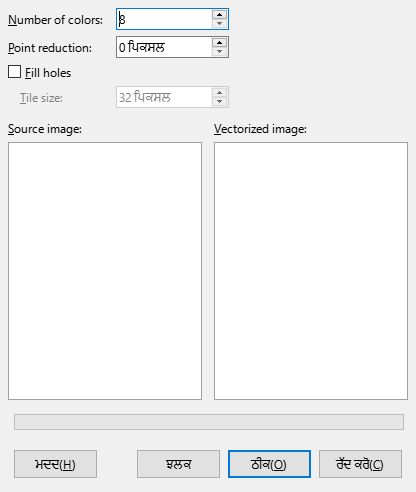 Number of colors: 8
Point reduction: 0 ਪਿਕਸਲ
Fill holes
Tile size: 32 ਪਿਕਸਲ
Source image: Vectorized image:
ਮਦਦ(H) ਝਲਕ ਠੀਕ(O) ਰੱਦ ਕਰੋ(C)